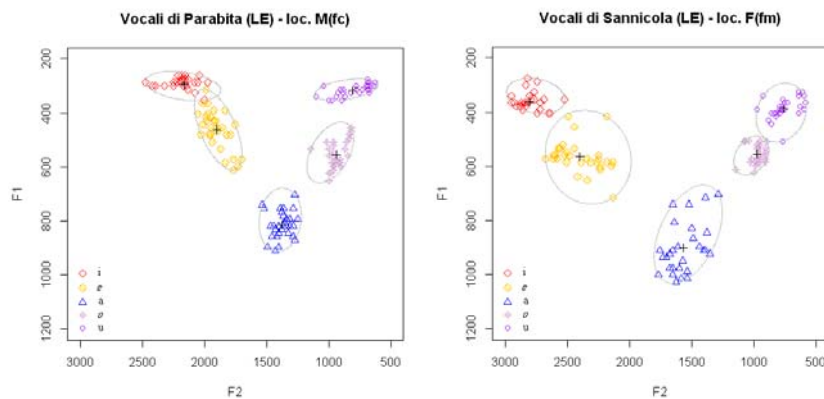 Vocali di Parabita (LE) - loc. M(fc)
200
400
600
800
1000
1200
F1
i
e
a
o
u
3000 2500 2000 1500 1000 500
F2
Vocali di Sannicola (LE) - loc. F(fm)
200
400
600
800
1000
1200
F1
i
e
a
o
u
3000 2500 2000 1500 1000 500
F2